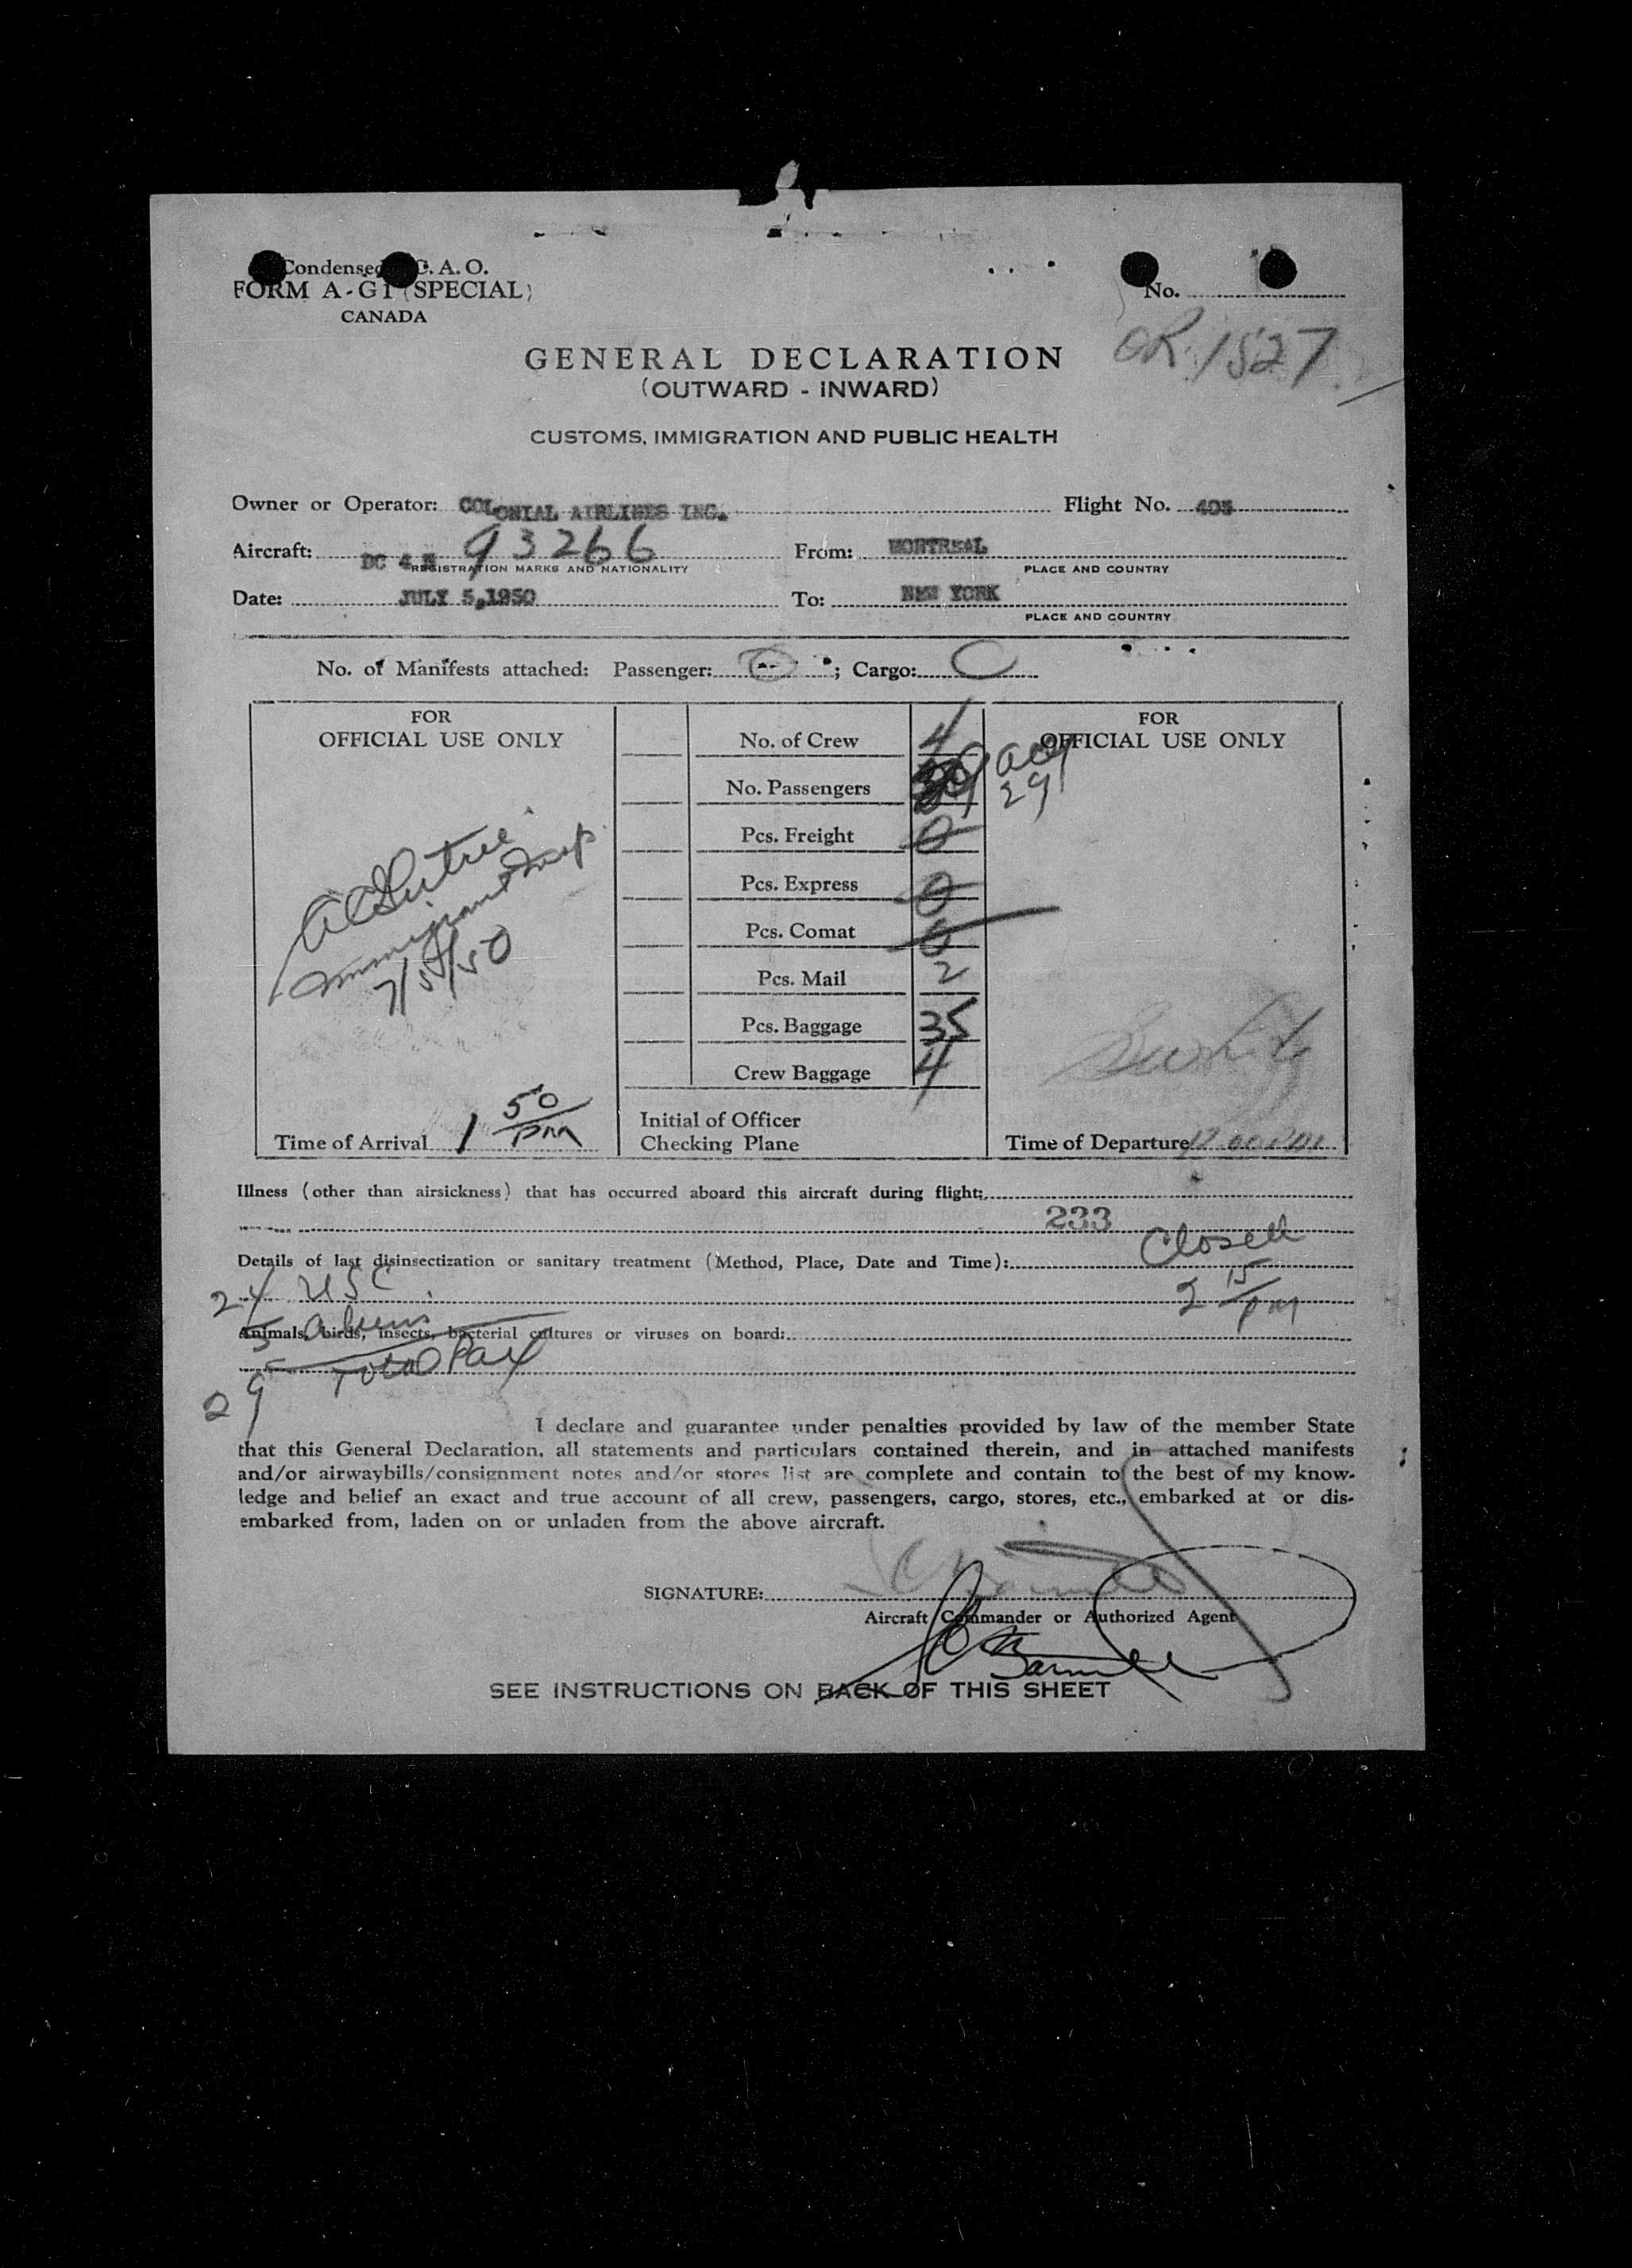 Condensed C. A. O.
FORM A-G1 (SPECIAL)
CANADA
No.
OR 1527
GENERAL DECLARATION
(OUTWARD - INWARD)
CUSTOMS, IMMIGRATION AND PUBLIC HEALTH
Owner or Operator: COLONIAL AIRLINES INC. Flight No. 405
Aircraft: DC 4 N 93266 From: MONTREAL
REGISTRATION MARKS AND NATIONALITY PLACE AND COUNTRY
Date: JULY 5,1950 To: NEW YORK
PLACE AND COUNTRY
No. of Manifests attached: Passenger: ; Cargo:
FOR
OFFICIAL USE ONLY
Immigrant Insp
7/5/50
Time of Arrival 1 50 PM
No. of Crew 4
No. Passengers 29
Pcs. Freight 0
Pcs. Express 0
Pcs. Comat 0
Pcs. Mail 2
Pcs. Baggage 35
Crew Baggage 4
Initial of Officer
Checking Plane
FOR
OFFICIAL USE ONLY
Time of Departure 12 00 PM
Illness (other than airsickness) that has occurred aboard this aircraft during flight:
233
Closed
Details of last disinsectization or sanitary treatment (Method, Place, Date and Time):
24 USC 2 15 PM
5 aliens
Animals, birds, insects, bacterial cultures or viruses on board:
29 Total Pax
I declare and guarantee under penalties provided by law of the member State
that this General Declaration, all statements and particulars contained therein, and in attached manifests
and/or airwaybills/consignment notes and/or stores list are complete and contain to the best of my know-
ledge and belief an exact and true account of all crew, passengers, cargo, stores, etc., embarked at or dis-
embarked from, laden on or unladen from the above aircraft.
SIGNATURE:
Aircraft Commander or Authorized Agent
SEE INSTRUCTIONS ON BACK OF THIS SHEET